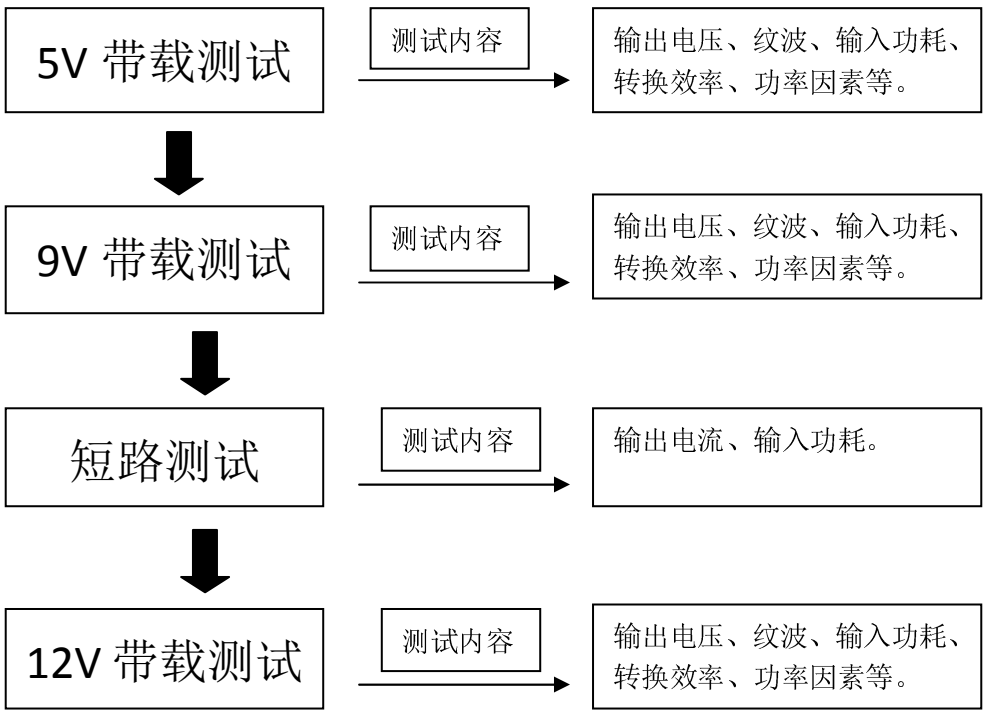 5V 带载测试
测试内容
输出电压、纹波、输入功耗、
转换效率、功率因素等。
9V 带载测试
测试内容
输出电压、纹波、输入功耗、
转换效率、功率因素等。
短路测试
测试内容
输出电流、输入功耗。
12V 带载测试
测试内容
输出电压、纹波、输入功耗、
转换效率、功率因素等。